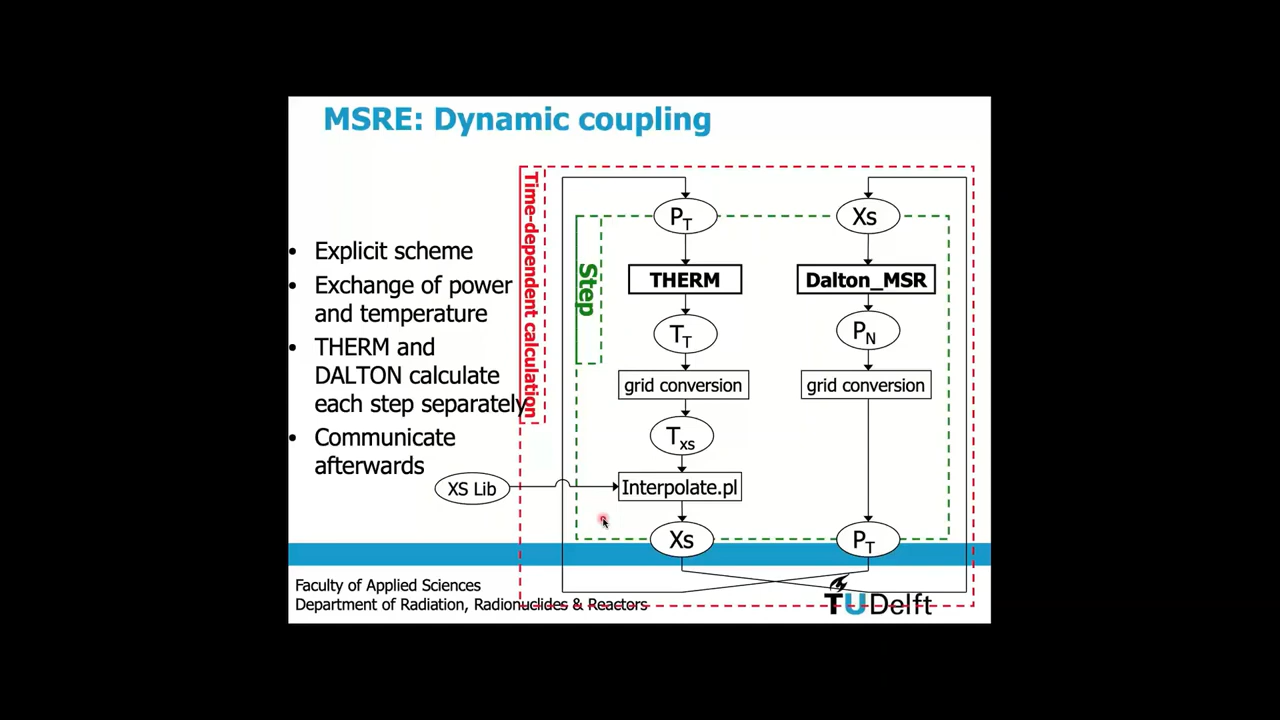 MSRE: Dynamic coupling
• Explicit scheme
• Exchange of power
and temperature
• THERM and
DALTON calculate
each step separately
• Communicate
afterwards
Time-dependent calculation
Step
P_T
Xs
THERM
Dalton_MSR
T_T
P_N
grid conversion
grid conversion
T_xs
XS Lib
Interpolate.pl
Xs
P_T
Faculty of Applied Sciences
Department of Radiation, Radionuclides & Reactors
TUDelft